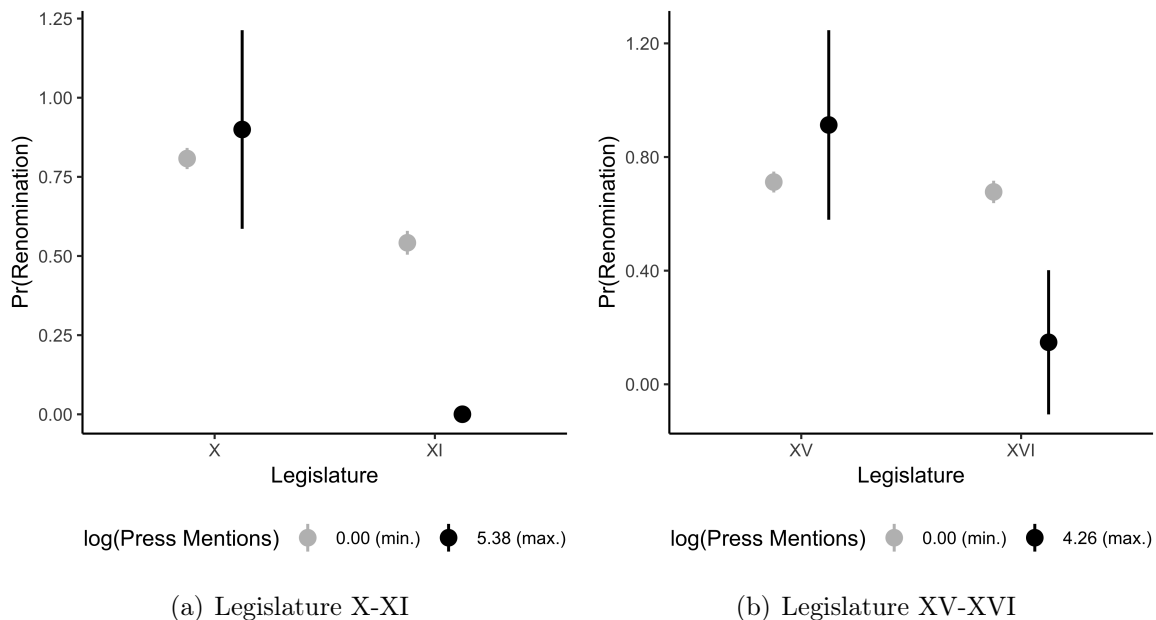 1.25
1.00
0.75
0.50
0.25
0.00
Pr(Renomination)
X
XI
Legislature
log(Press Mentions) 0.00 (min.) 5.38 (max.)
(a) Legislature X-XI
1.20
0.80
0.40
0.00
Pr(Renomination)
XV
XVI
Legislature
log(Press Mentions) 0.00 (min.) 4.26 (max.)
(b) Legislature XV-XVI